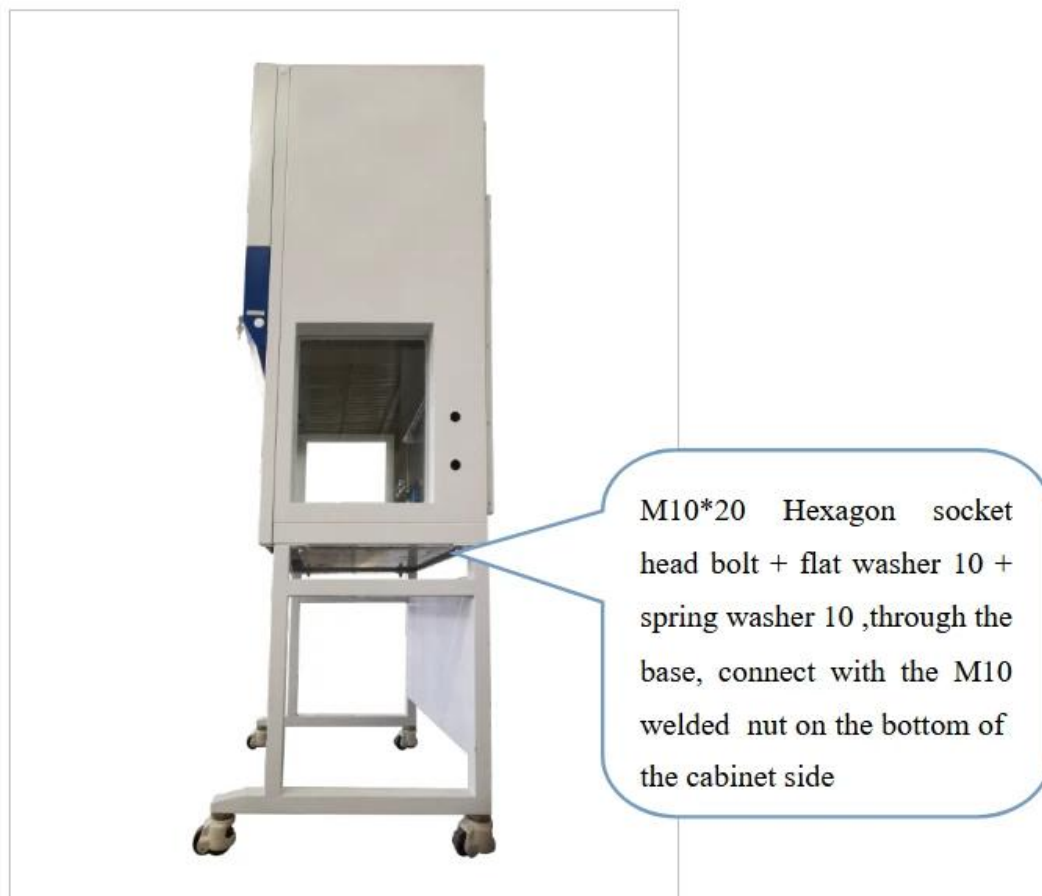 M10*20 Hexagon socket
head bolt + flat washer 10 +
spring washer 10 ,through the
base, connect with the M10
welded nut on the bottom of
the cabinet side